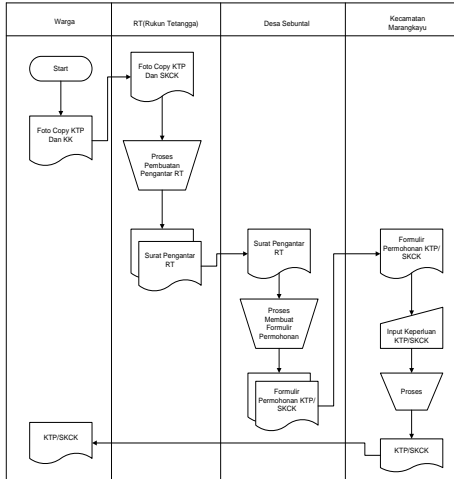 Warga
RT(Rukun Tetangga)
Desa Sebuntal
Kecamatan
Marangkayu
Start
Foto Copy KTP
Dan KK
Foto Copy KTP
Dan SKCK
Proses
Pembuatan
Pengantar RT
Surat Pengantar
RT
Surat Pengantar
RT
Proses
Membuat
Formulir
Permohonan
Formulir
Permohonan KTP/
SKCK
Formulir
Permohonan KTP/
SKCK
Input Keperluan
KTP/SKCK
Proses
KTP/SKCK
KTP/SKCK